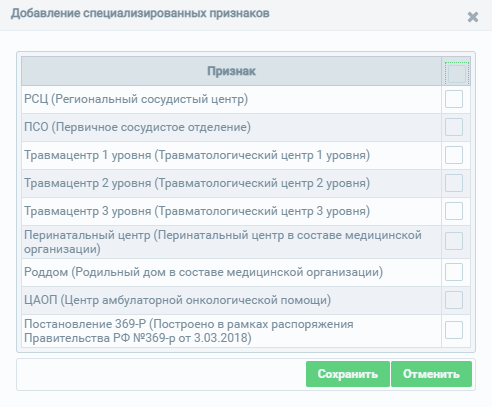 Добавление специализированных признаков
Признак
РСЦ (Региональный сосудистый центр)
ПСО (Первичное сосудистое отделение)
Травмацентр 1 уровня (Травматологический центр 1 уровня)
Травмацентр 2 уровня (Травматологический центр 2 уровня)
Травмацентр 3 уровня (Травматологический центр 3 уровня)
Перинатальный центр (Перинатальный центр в составе медицинской
организации)
Роддом (Родильный дом в составе медицинской организации)
ЦАОП (Центр амбулаторной онкологической помощи)
Постановление 369-Р (Построено в рамках распоряжения
Правительства РФ №369-р от 3.03.2018)
Сохранить Отменить